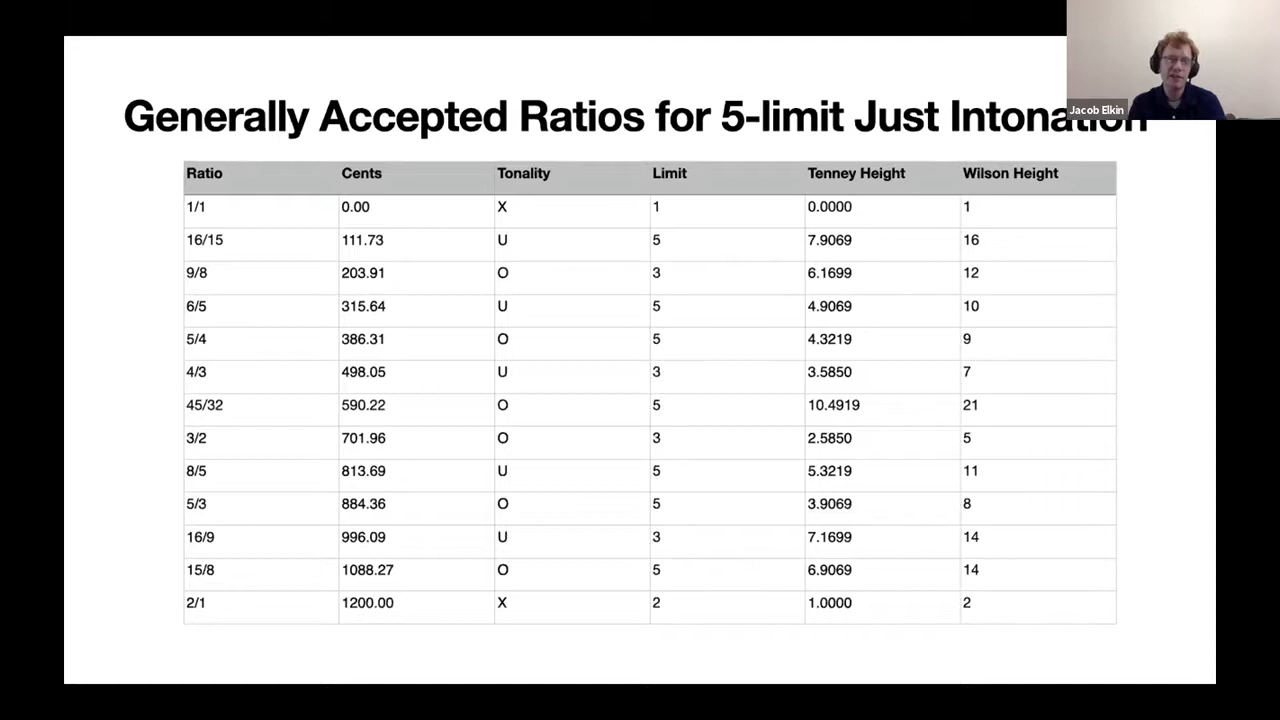 Generally Accepted Ratios for 5-limit Just Intonation
Jacob Elkin
Ratio Cents Tonality Limit Tenney Height Wilson Height
1/1 0.00 X 1 0.0000 1
16/15 111.73 U 5 7.9069 16
9/8 203.91 O 3 6.1699 12
6/5 315.64 U 5 4.9069 10
5/4 386.31 O 5 4.3219 9
4/3 498.05 U 3 3.5850 7
45/32 590.22 O 5 10.4919 21
3/2 701.96 O 3 2.5850 5
8/5 813.69 U 5 5.3219 11
5/3 884.36 O 5 3.9069 8
16/9 996.09 U 3 7.1699 14
15/8 1088.27 O 5 6.9069 14
2/1 1200.00 X 2 1.0000 2